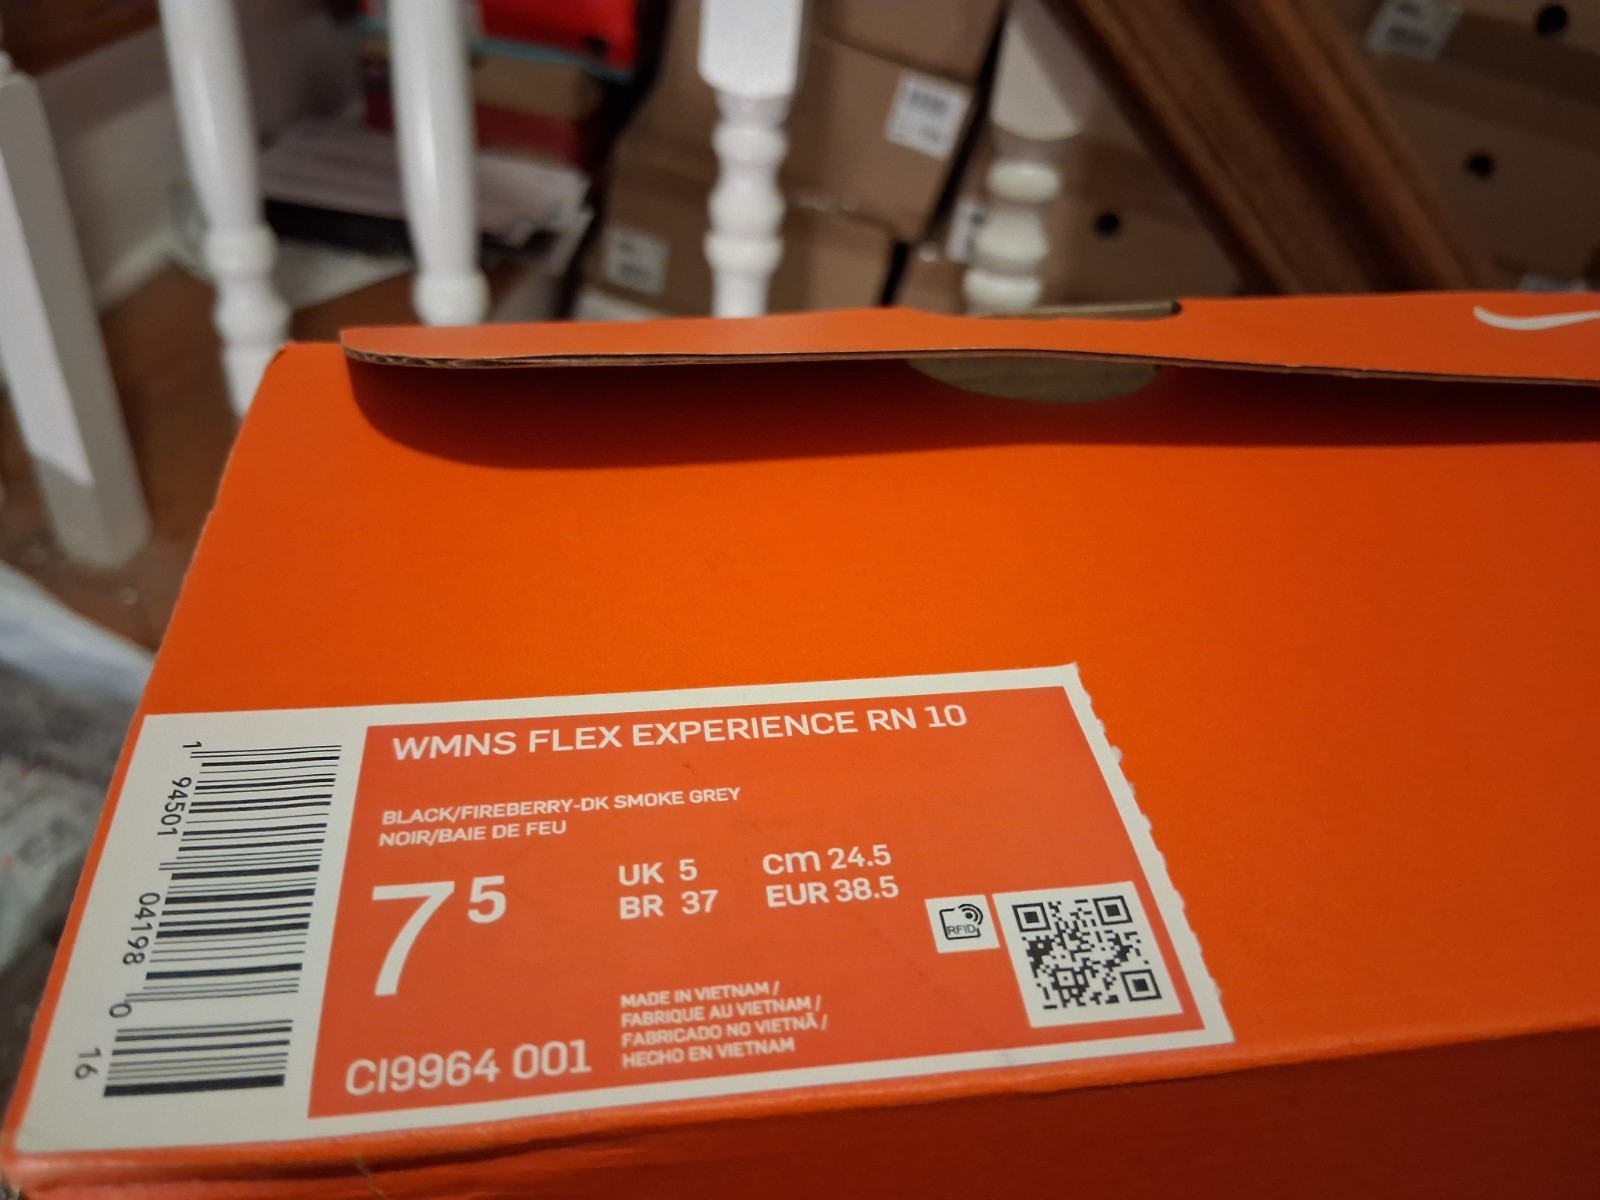 WMNS FLEX EXPERIENCE RN 10
BLACK/FIREBERRY-DK SMOKE GREY
NOIR/BAIE DE FEU
7 5
UK 5
BR 37
cm 24.5
EUR 38.5
RFID
MADE IN VIETNAM /
FABRIQUE AU VIETNAM /
FABRICADO NO VIETNÃ /
HECHO EN VIETNAM
CI9964 001
1 94501 04198 0
16